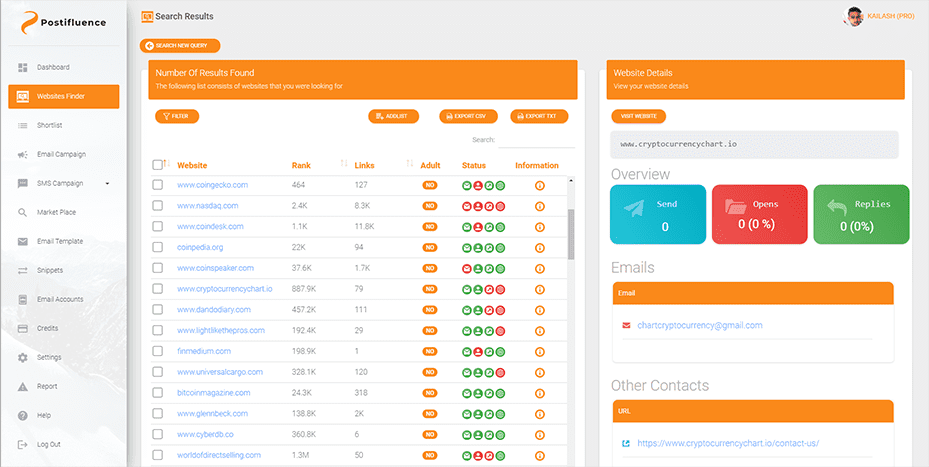 Postifluence
Dashboard
Websites Finder
Shortlist
Email Campaign
SMS Campaign
Market Place
Email Template
Snippets
Email Accounts
Credits
Settings
Report
Help
Log Out
Search Results
KAILASH (PRO)
SEARCH NEW QUERY
Number Of Results Found
The following list consists of websites that you were looking for
FILTER
ADDLIST
EXPORT CSV
EXPORT TXT
Search:
Website Rank Links Adult Status Information
www.coingecko.com 464 127 NO
www.nasdaq.com 2.4K 8.3K NO
www.coindesk.com 1.1K 11.8K NO
coinpedia.org 22K 94 NO
www.coinspeaker.com 37.6K 1.7K NO
www.cryptocurrencychart.io 887.9K 79 NO
www.dandodiary.com 457.2K 111 NO
www.lightlikethepros.com 192.4K 29 NO
finmedium.com 198.9K 1 NO
www.universalcargo.com 328.1K 120 NO
bitcoinmagazine.com 24.3K 318 NO
www.glennbeck.com 138.8K 2K NO
www.cyberdb.co 360.8K 6 NO
worldofdirectselling.com 1.3M 50 NO
Website Details
View your website details
VISIT WEBSITE
www.cryptocurrencychart.io
Overview
Send
0
Opens
0 (0 %)
Replies
0 (0%)
Emails
Email
chartcryptocurrency@gmail.com
Other Contacts
URL
https://www.cryptocurrencychart.io/contact-us/